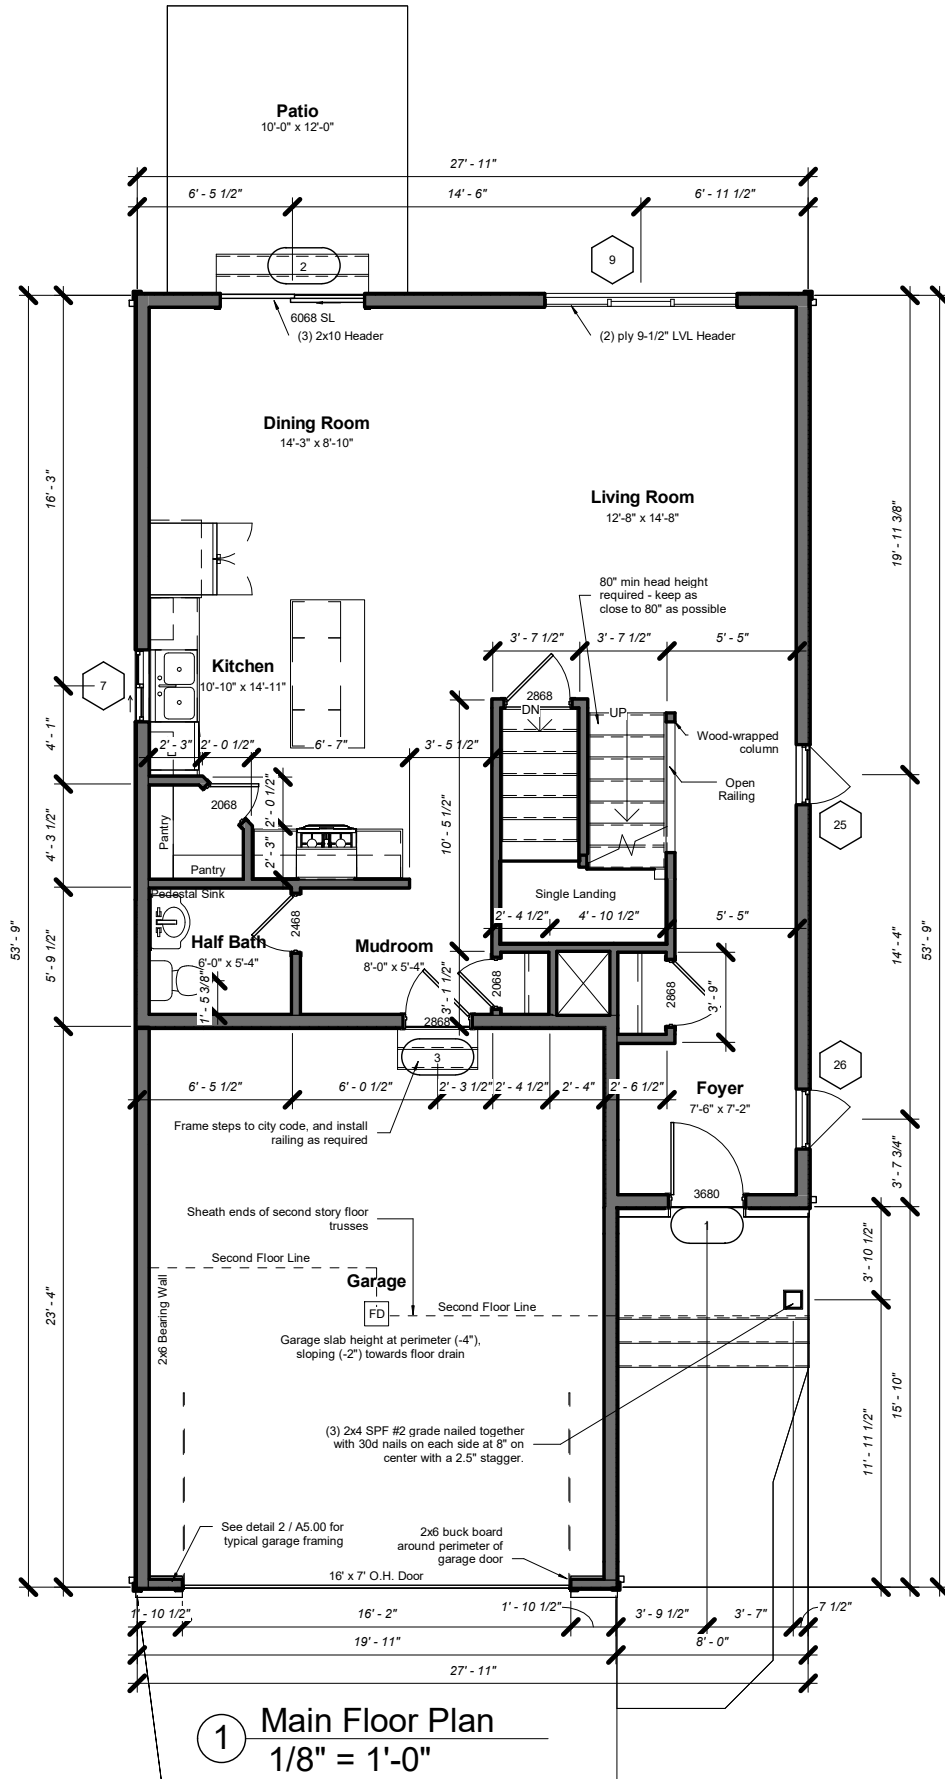 Patio
10'-0" x 12'-0"
27' - 11"
6' - 5 1/2"
14' - 6"
6' - 11 1/2"
2
9
6068 SL
(3) 2x10 Header
(2) ply 9-1/2" LVL Header
Dining Room
14'-3" x 8'-10"
16' - 3"
Living Room
12'-8" x 14'-8"
19' - 11 3/8"
80" min head height
required - keep as
close to 80" as possible
3' - 7 1/2"
3' - 7 1/2"
5' - 5"
7
Kitchen
10'-10" x 14'-11"
2868
DN
UP
Wood-wrapped
column
4' - 1"
2' - 3"
2' - 0 1/2"
6' - 7"
3' - 5 1/2"
Open
Railing
2068
2' - 0 1/2"
10' - 5 1/2"
25
4' - 3 1/2"
Pantry
2' - 3"
Pantry
Pedestal Sink
Single Landing
2' - 4 1/2"
4' - 10 1/2"
5' - 5"
2468
53' - 9"
5' - 9 1/2"
Half Bath
6'-0" x 5'-4"
Mudroom
8'-0" x 5'-4"
14' - 4"
53' - 9"
1' - 5 3/8"
3' - 1 1/2"
2068
2868
3' - 9"
2868
3
26
6' - 5 1/2"
6' - 0 1/2"
2' - 3 1/2"
2' - 4 1/2"
2' - 4"
2' - 6 1/2"
Foyer
7'-6" x 7'-2"
Frame steps to city code, and install
railing as required
3' - 7 3/4"
3680
Sheath ends of second story floor
trusses
1
3' - 10 1/2"
Second Floor Line
Garage
2x6 Bearing Wall
FD
Second Floor Line
23' - 4"
Garage slab height at perimeter (-4"),
sloping (-2") towards floor drain
15' - 10"
(3) 2x4 SPF #2 grade nailed together
with 30d nails on each side at 8" on
center with a 2.5" stagger.
11' - 11 1/2"
See detail 2 / A5.00 for
typical garage framing
2x6 buck board
around perimeter of
garage door
16' x 7' O.H. Door
1' - 10 1/2"
16' - 2"
1' - 10 1/2"
3' - 9 1/2"
3' - 7"
7 1/2"
19' - 11"
8' - 0"
27' - 11"
1
Main Floor Plan
1/8" = 1'-0"